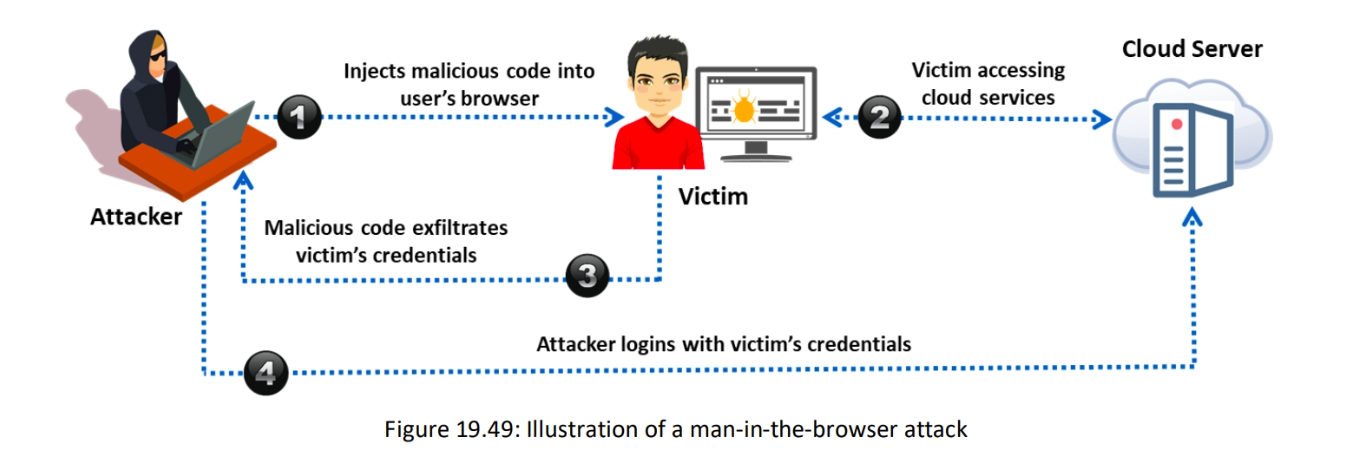 Cloud Server
Injects malicious code into
user's browser
Victim accessing
cloud services
1
2
Attacker
Victim
Malicious code exfiltrates
victim's credentials
3
Attacker logins with victim's credentials
4
Figure 19.49: Illustration of a man-in-the-browser attack